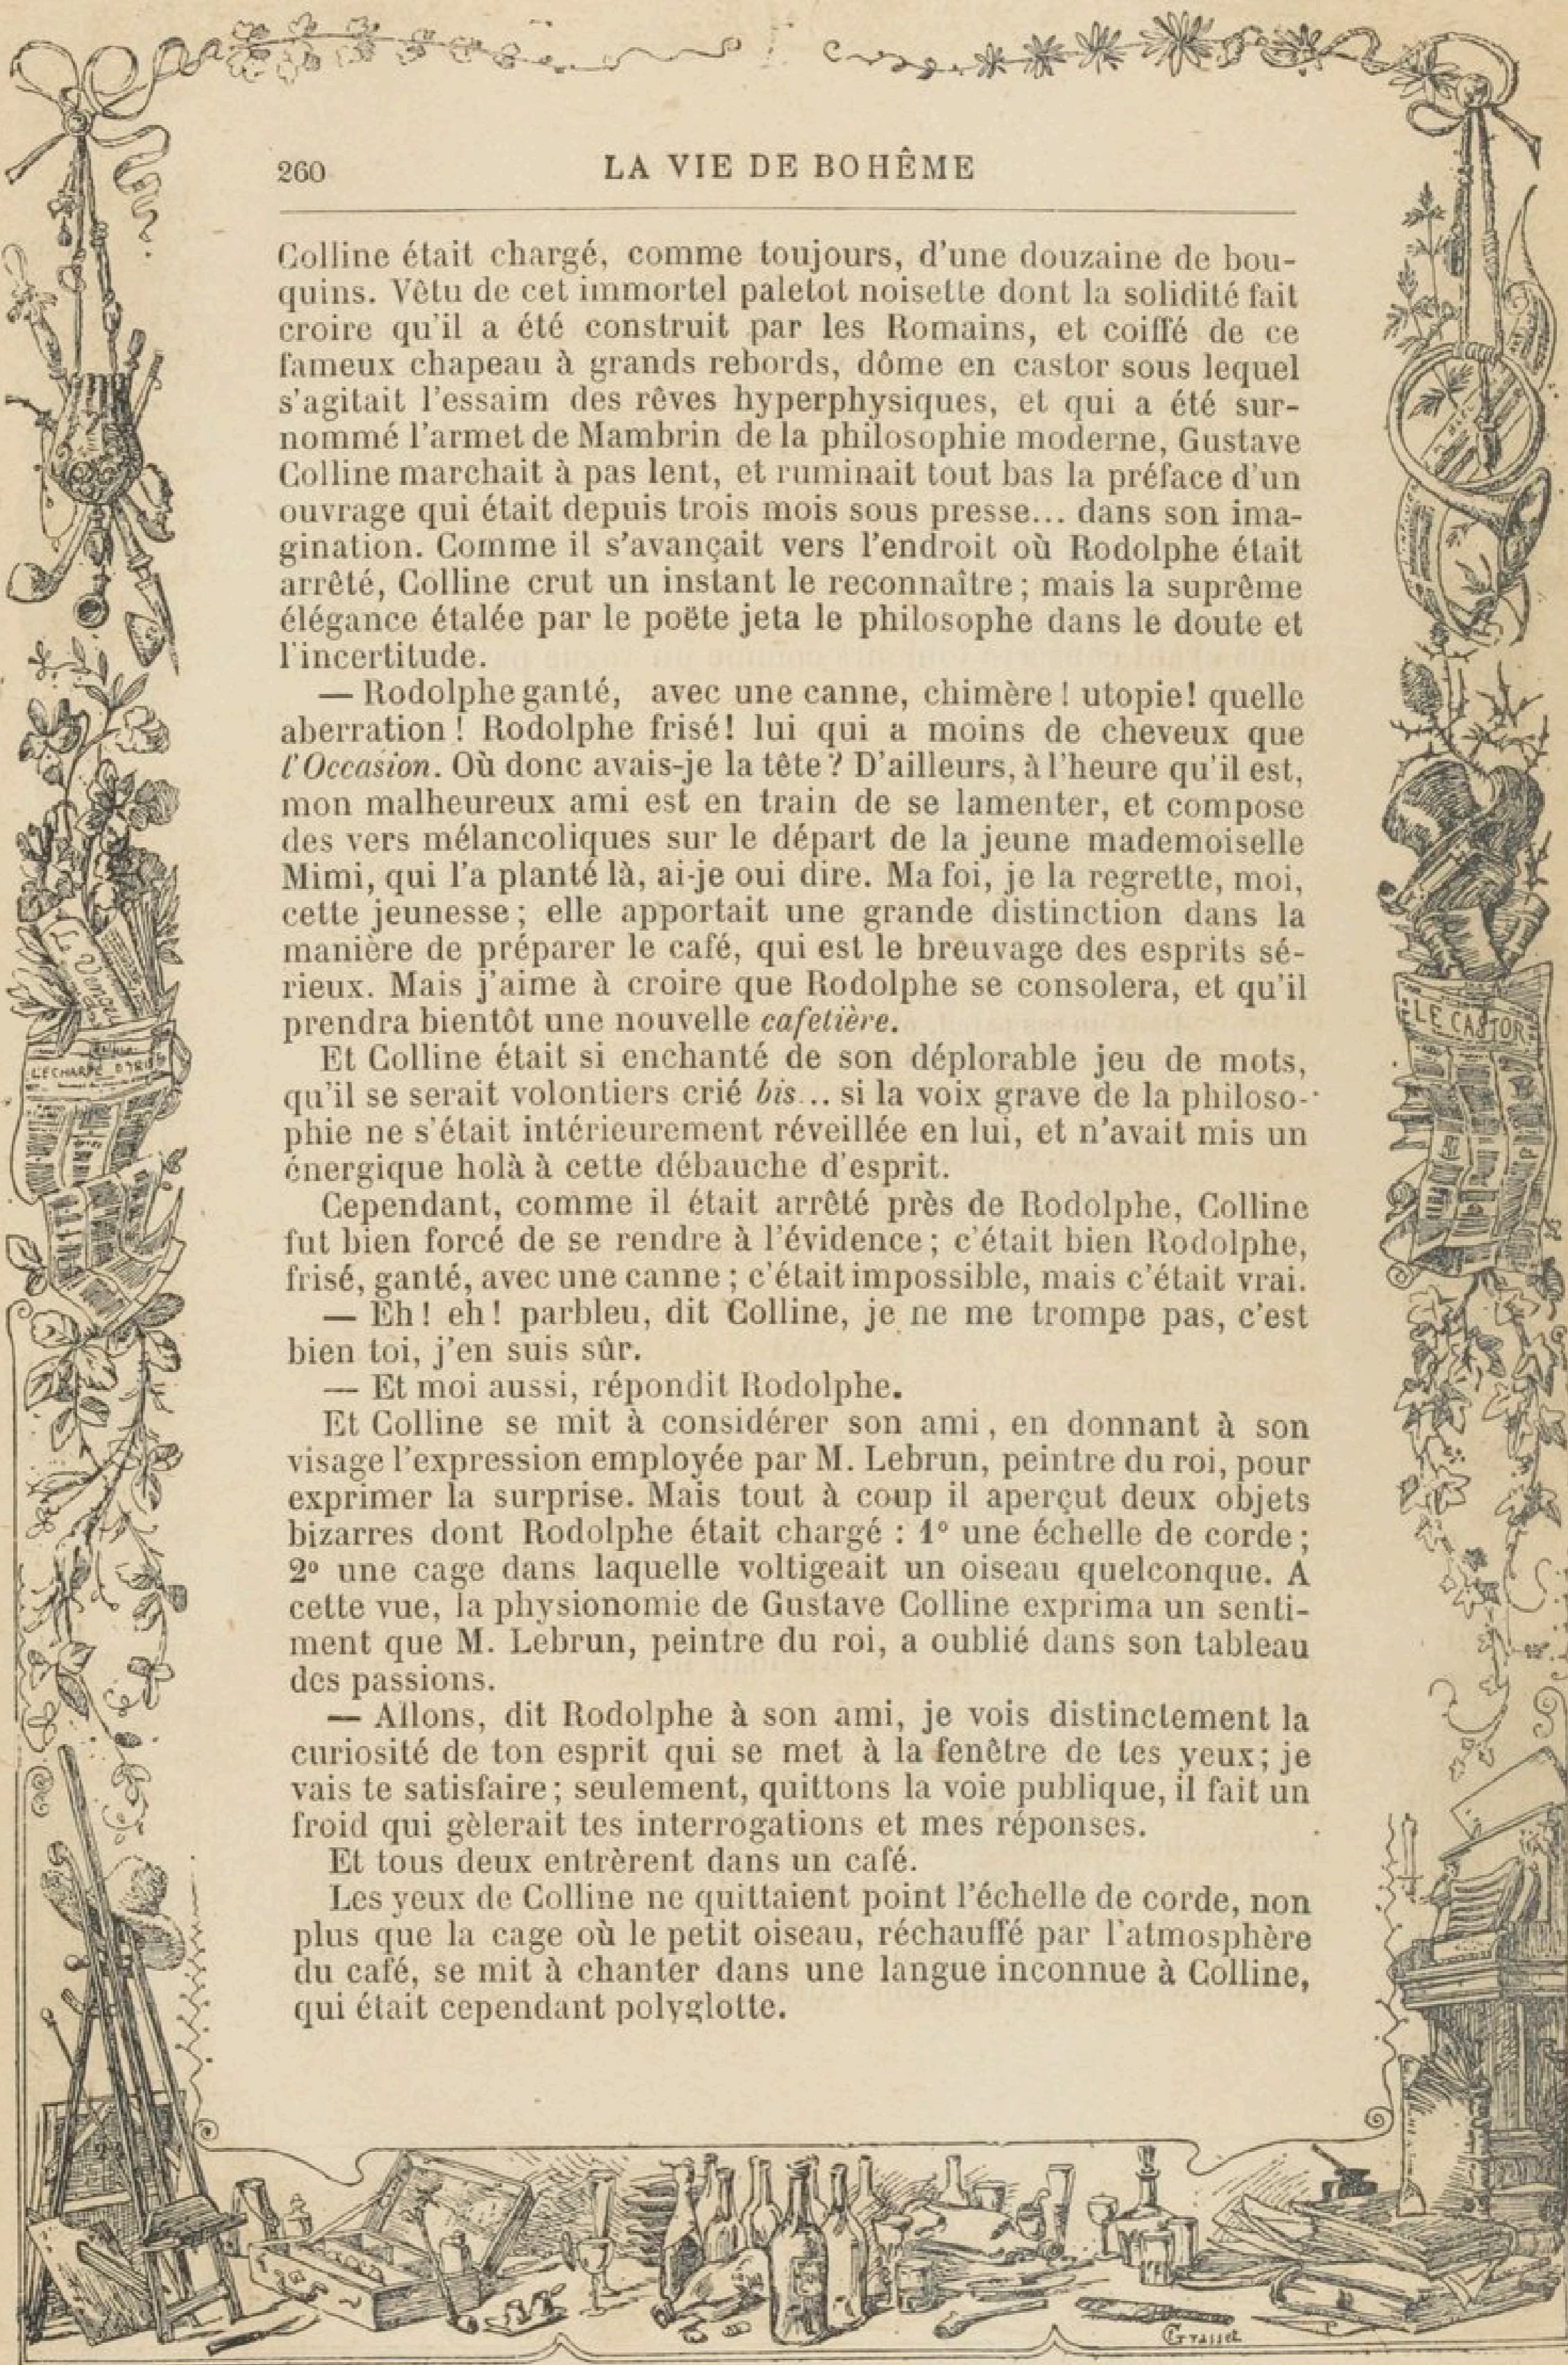 260
LA VIE DE BOHÊME
Colline était chargé, comme toujours, d'une douzaine de bou-
quins. Vêtu de cet immortel paletot noisette dont la solidité fait
croire qu'il a été construit par les Romains, et coiffé de ce
fameux chapeau à grands rebords, dôme en castor sous lequel
s'agitait l'essaim des rêves hyperphysiques, et qui a été sur-
nommé l'armet de Mambrin de la philosophie moderne, Gustave
Colline marchait à pas lent, et ruminait tout bas la préface d'un
ouvrage qui était depuis trois mois sous presse... dans son ima-
gination. Comme il s'avançait vers l'endroit où Rodolphe était
arrêté, Colline crut un instant le reconnaître ; mais la suprême
élégance étalée par le poëte jeta le philosophe dans le doute et
l'incertitude.
— Rodolphe ganté, avec une canne, chimère ! utopie! quelle
aberration ! Rodolphe frisé! lui qui a moins de cheveux que
l'Occasion. Où donc avais-je la tête ? D'ailleurs, à l'heure qu'il est,
mon malheureux ami est en train de se lamenter, et compose
des vers mélancoliques sur le départ de la jeune mademoiselle
Mimi, qui l'a planté là, ai-je oui dire. Ma foi, je la regrette, moi,
cette jeunesse ; elle apportait une grande distinction dans la
manière de préparer le café, qui est le breuvage des esprits sé-
rieux. Mais j'aime à croire que Rodolphe se consolera, et qu'il
prendra bientôt une nouvelle cafetière.
Et Colline était si enchanté de son déplorable jeu de mots,
qu'il se serait volontiers crié bis... si la voix grave de la philoso-
phie ne s'était intérieurement réveillée en lui, et n'avait mis un
énergique holà à cette débauche d'esprit.
Cependant, comme il était arrêté près de Rodolphe, Colline
fut bien forcé de se rendre à l'évidence ; c'était bien Rodolphe,
frisé, ganté, avec une canne ; c'était impossible, mais c'était vrai.
— Eh ! eh ! parbleu, dit Colline, je ne me trompe pas, c'est
bien toi, j'en suis sûr.
— Et moi aussi, répondit Rodolphe.
Et Colline se mit à considérer son ami, en donnant à son
visage l'expression employée par M. Lebrun, peintre du roi, pour
exprimer la surprise. Mais tout à coup il aperçut deux objets
bizarres dont Rodolphe était chargé : 1° une échelle de corde ;
2° une cage dans laquelle voltigeait un oiseau quelconque. A
cette vue, la physionomie de Gustave Colline exprima un senti-
ment que M. Lebrun, peintre du roi, a oublié dans son tableau
des passions.
— Allons, dit Rodolphe à son ami, je vois distinctement la
curiosité de ton esprit qui se met à la fenêtre de tes yeux; je
vais te satisfaire ; seulement, quittons la voie publique, il fait un
froid qui gèlerait tes interrogations et mes réponses.
Et tous deux entrèrent dans un café.
Les yeux de Colline ne quittaient point l'échelle de corde, non
plus que la cage où le petit oiseau, réchauffé par l'atmosphère
du café, se mit à chanter dans une langue inconnue à Colline,
qui était cependant polyglotte.
L'ECHARPE D'IRIS
LE CASTOR
Grasset